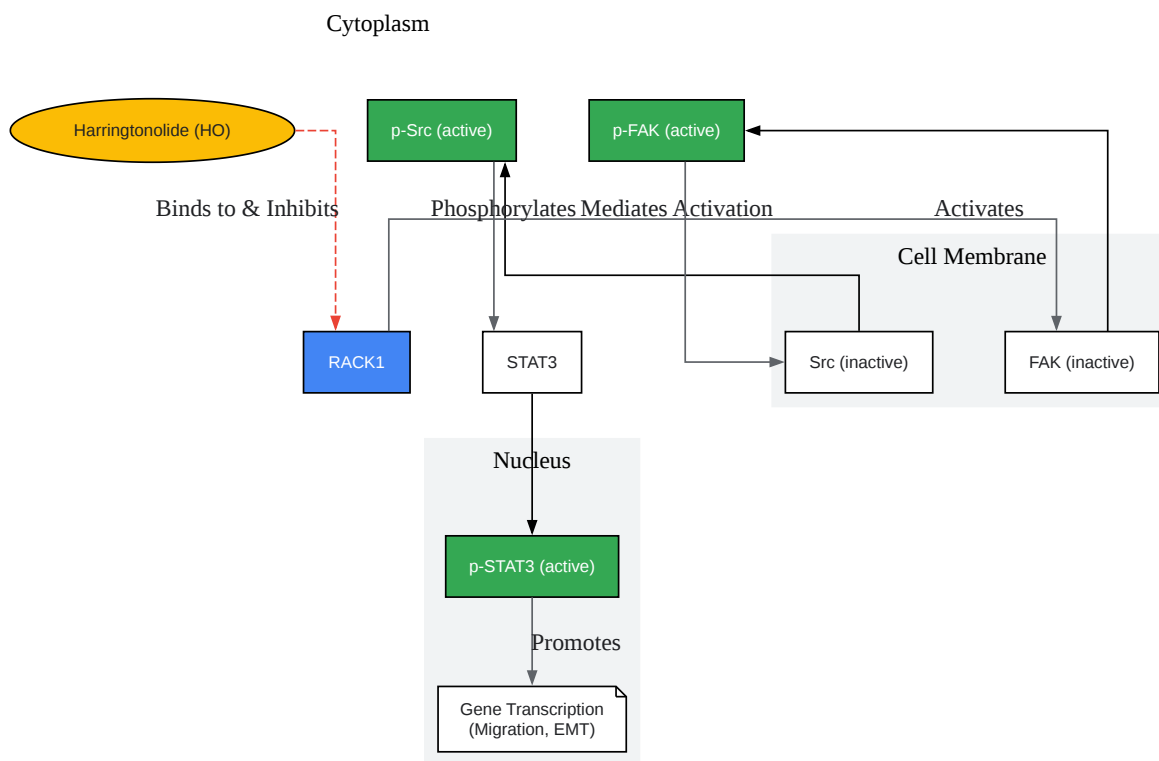 Cytoplasm
Harringtonolide (HO)
p-Src (active)
p-FAK (active)
Binds to & Inhibits
Phosphorylates
Mediates Activation
Activates
Cell Membrane
RACK1
STAT3
Src (inactive)
FAK (inactive)
Nucleus
p-STAT3 (active)
Promotes
Gene Transcription
(Migration, EMT)